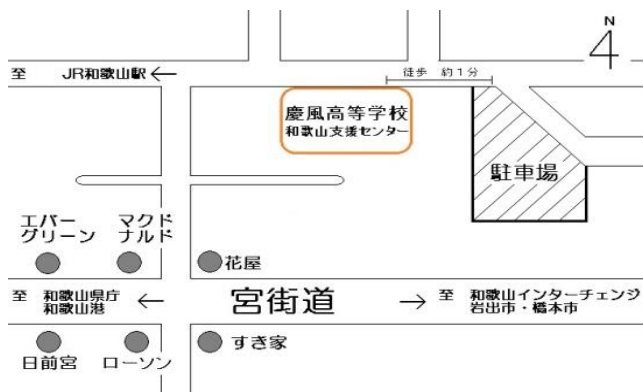 N
至 JR和歌山駅←
徒歩 約1分
慶風高等学校
和歌山支援センター
駐車場
エバー
グリーン
マクド
ナルド
花屋
至 和歌山県庁
和歌山港
←
宮街道
→
至 和歌山インターチェンジ
岩出市・橋本市
日前宮
ローソン
すき家